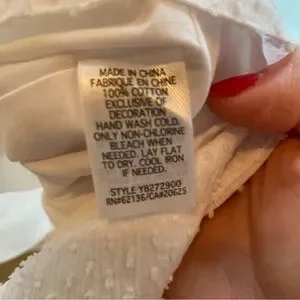 MADE IN CHINA
FABRIQUE EN CHINE
100% COTTON
EXCLUSIVE OF
DECORATION
HAND WASH COLD.
ONLY NON-CHLORINE
BLEACH WHEN
NEEDED. LAY FLAT
TO DRY. COOL IRON
IF NEEDED.
STYLE Y8272900
RN#62136/CA#20625